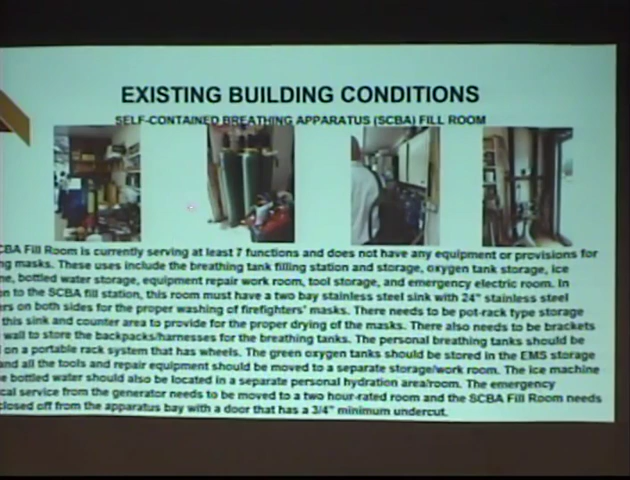 EXISTING BUILDING CONDITIONS
SELF-CONTAINED BREATHING APPARATUS (SCBA) FILL ROOM
CBA Fill Room is currently serving at least 7 functions and does not have any equipment or provisions for
ng masks. These uses include the breathing tank filling station and storage, oxygen tank storage, ice
ne, bottled water storage, equipment repair work room, tool storage, and emergency electric room. In
on to the SCBA fill station, this room must have a two bay stainless steel sink with 24" stainless steel
ers on both sides for the proper washing of firefighters' masks. There needs to be pot-rack type storage
this sink and counter area to provide for the proper drying of the masks. There also needs to be brackets
wall to store the backpacks/harnesses for the breathing tanks. The personal breathing tanks should be
on a portable rack system that has wheels. The green oxygen tanks should be stored in the EMS storage
and all the tools and repair equipment should be moved to a separate storage/work room. The ice machine
e bottled water should also be located in a separate personal hydration area/room. The emergency
cal service from the generator needs to be moved to a two hour-rated room and the SCBA Fill Room needs
closed off from the apparatus bay with a door that has a 3/4" minimum undercut.